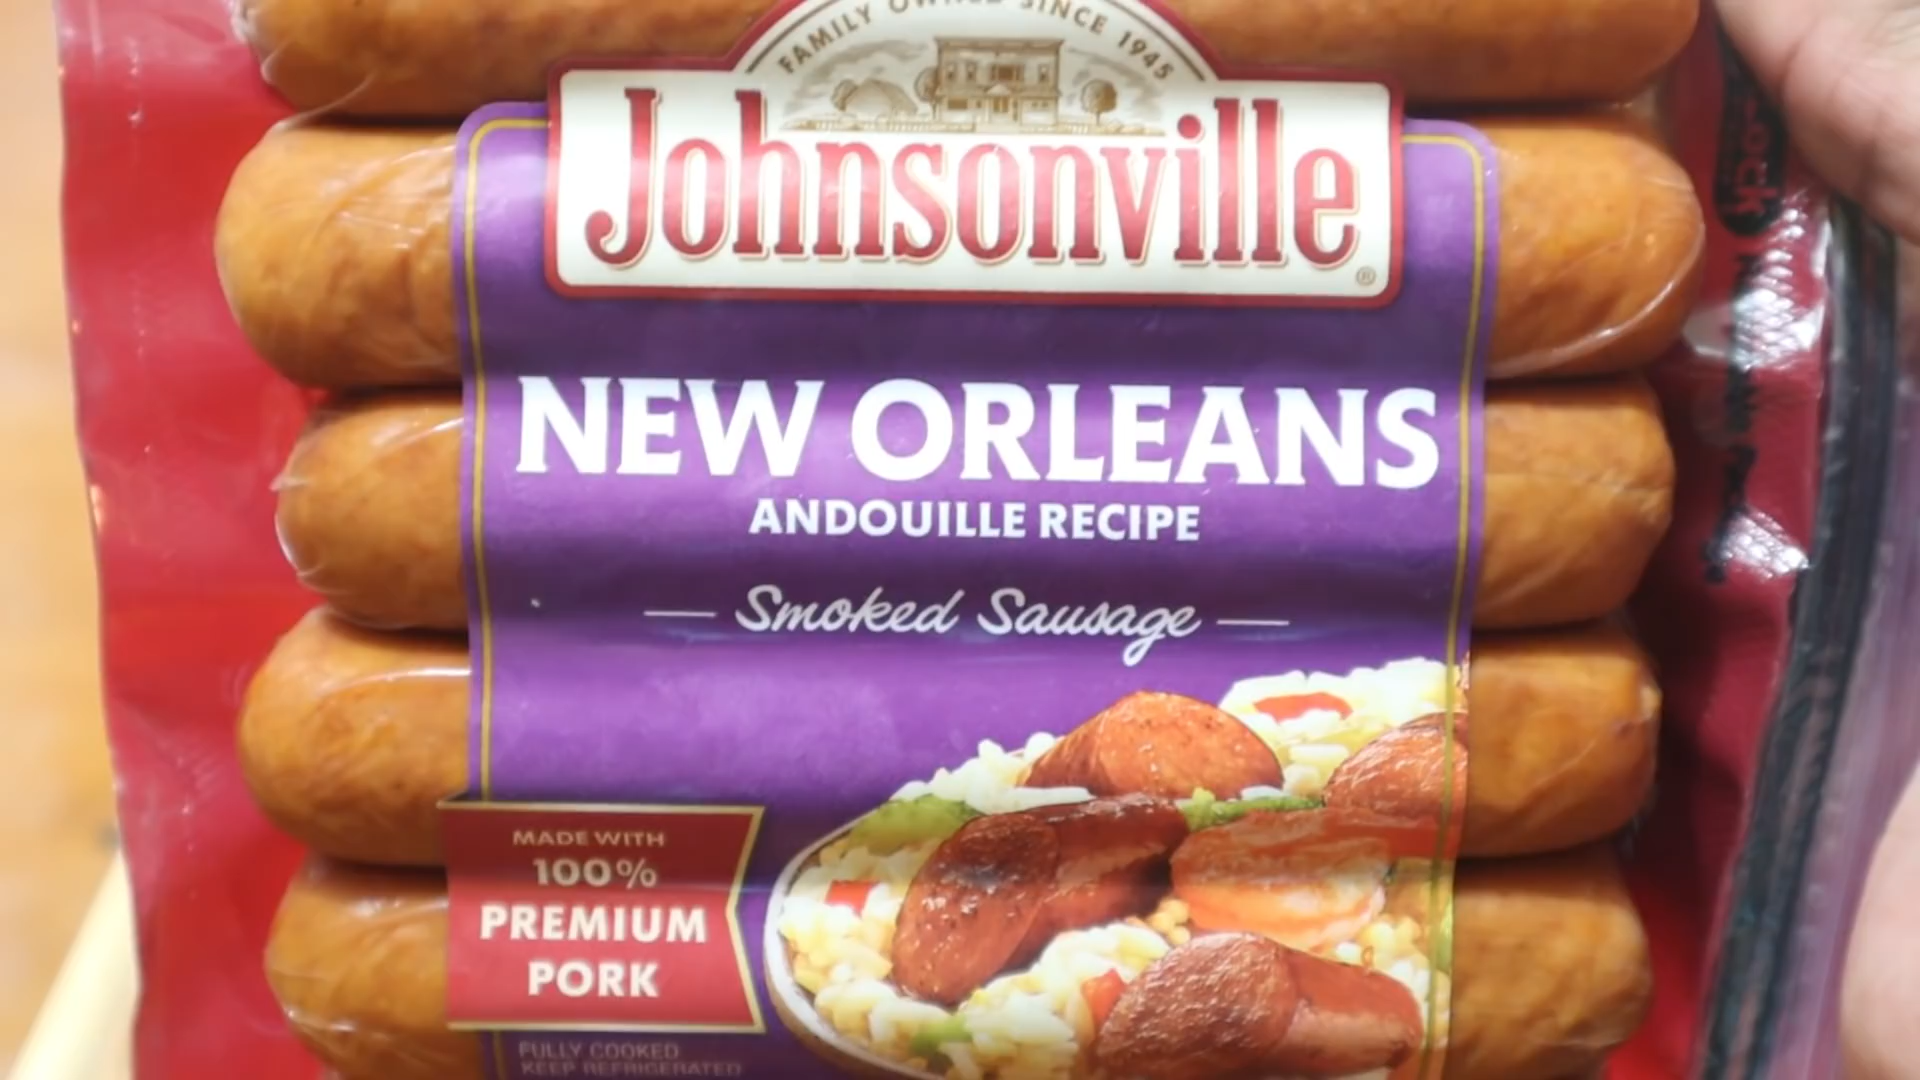 FAMILY OWNED SINCE 1945
Johnsonville
®
NEW ORLEANS
ANDOUILLE RECIPE
Smoked Sausage
MADE WITH
100%
PREMIUM
PORK
FULLY COOKED
KEEP REFRIGERATED